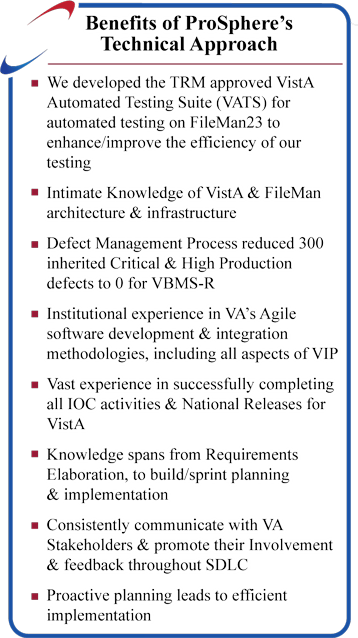 Benefits of ProSphere's
Technical Approach
We developed the TRM approved VistA
Automated Testing Suite (VATS) for
automated testing on FileMan23 to
enhance/improve the efficiency of our
testing
Intimate Knowledge of VistA & FileMan
architecture & infrastructure
Defect Management Process reduced 300
inherited Critical & High Production
defects to 0 for VBMS-R
Institutional experience in VA's Agile
software development & integration
methodologies, including all aspects of VIP
Vast experience in successfully completing
all IOC activities & National Releases for
VistA
Knowledge spans from Requirements
Elaboration, to build/sprint planning
& implementation
Consistently communicate with VA
Stakeholders & promote their Involvement
& feedback throughout SDLC
Proactive planning leads to efficient
implementation